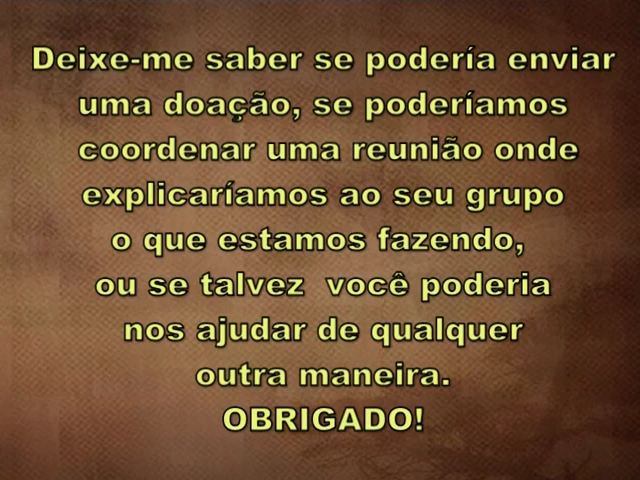 Deixe-me saber se podería enviar
uma doação, se poderíamos
coordenar uma reunião onde
explicaríamos ao seu grupo
o que estamos fazendo,
ou se talvez você poderia
nos ajudar de qualquer
outra maneira.
OBRIGADO!